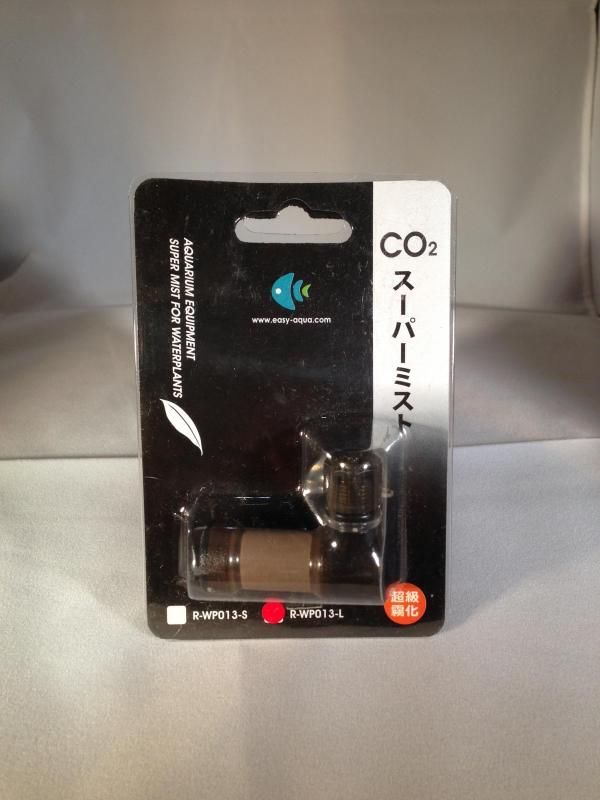 CO2
スーパーミスト
AQUARIUM EQUIPMENT
SUPER MIST FOR WATERPLANTS
www.easy-aqua.com
R-WP013-S
R-WP013-L
超級
霧化